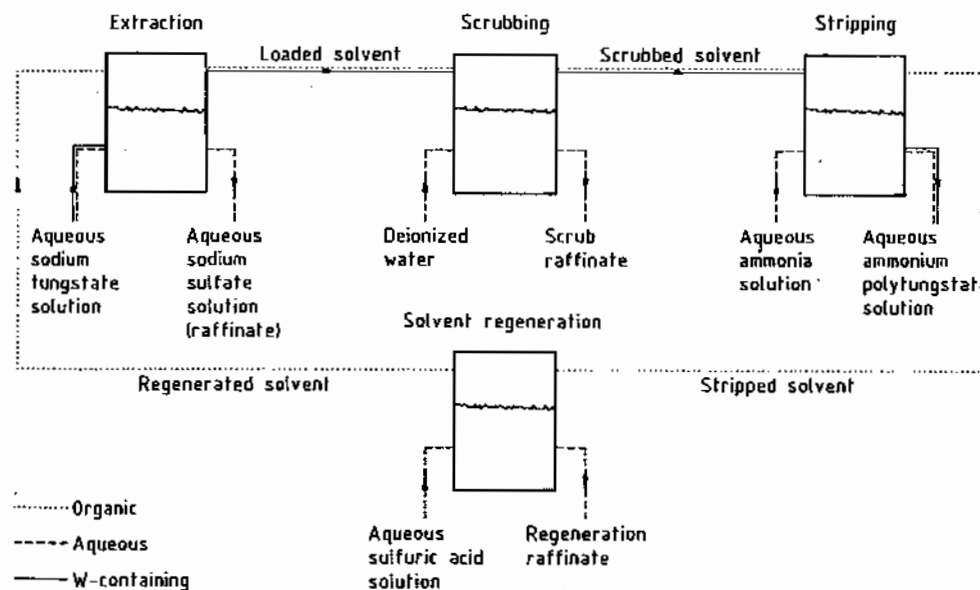 Extraction
Scrubbing
Stripping
Loaded solvent
Scrubbed solvent
Aqueous
sodium
tungstate
solution
Aqueous
sodium
sulfate
solution
(raffinate)
Deionized
water
Scrub
raffinate
Aqueous
ammonia
solution
Aqueous
ammonium
polytungstate
solution
Solvent regeneration
Regenerated solvent
Stripped solvent
Aqueous
sulfuric acid
solution
Regeneration
raffinate
Organic
Aqueous
W-containing